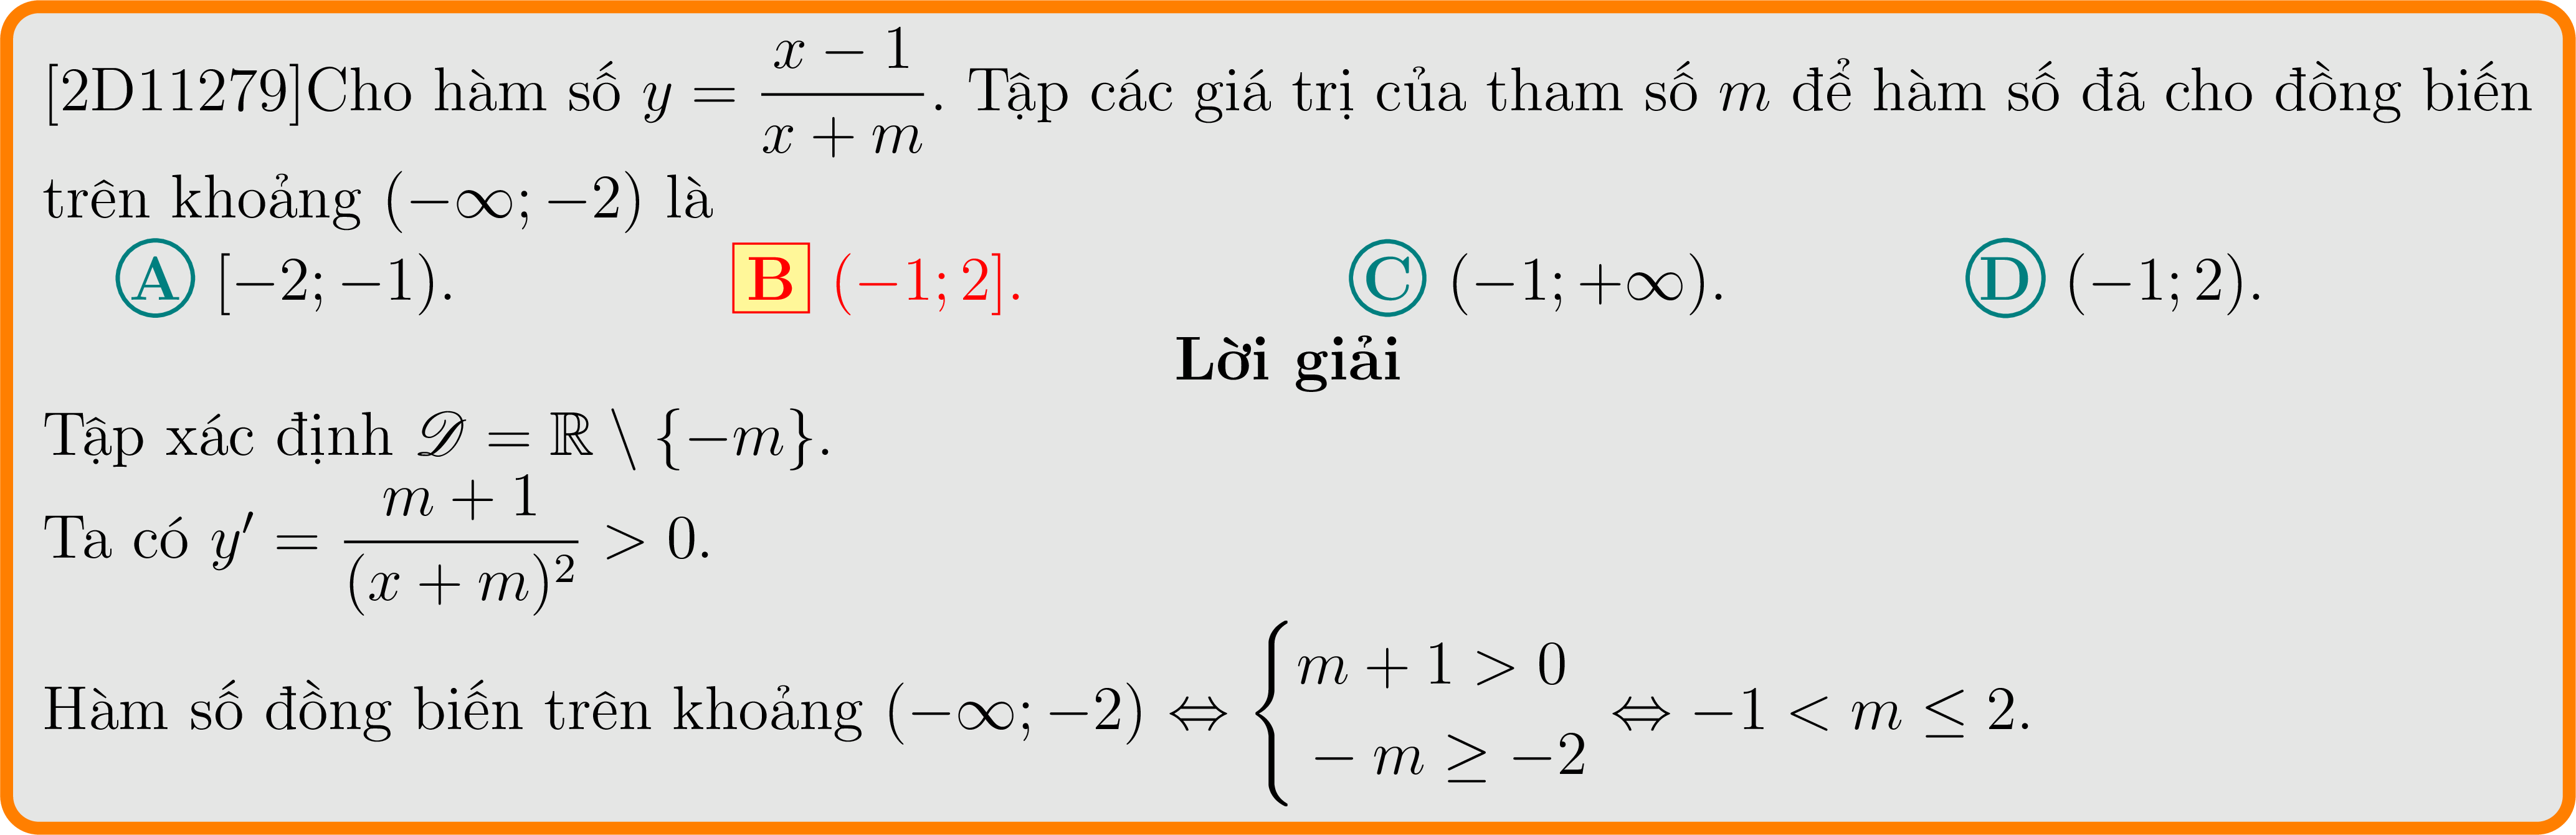 [2D11279]Cho hàm số $y = \dfrac{x-1}{x+m}$. Tập các giá trị của tham số $m$ để hàm số đã cho đồng biến
trên khoảng $(-\infty; -2)$ là
A $[-2; -1)$. B $(-1; 2]$. C $(-1; +\infty)$. D $(-1; 2)$.
Lời giải
Tập xác định $\mathscr{D} = \mathbb{R} \setminus \{-m\}$.
Ta có $y' = \dfrac{m+1}{(x+m)^2} > 0$.
Hàm số đồng biến trên khoảng $(-\infty; -2) \Leftrightarrow \begin{cases} m+1 > 0 \\ -m \geq -2 \end{cases} \Leftrightarrow -1 < m \leq 2$.